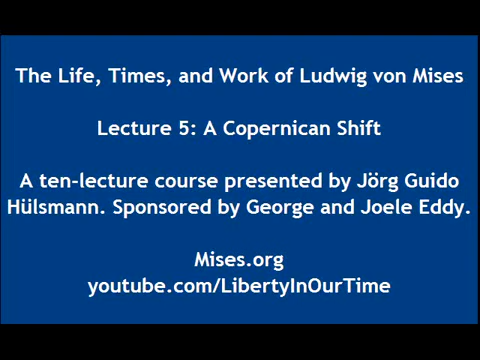 The Life, Times, and Work of Ludwig von Mises
Lecture 5: A Copernican Shift
A ten-lecture course presented by Jörg Guido
Hülsmann. Sponsored by George and Joele Eddy.
Mises.org
youtube.com/LibertyInOurTime